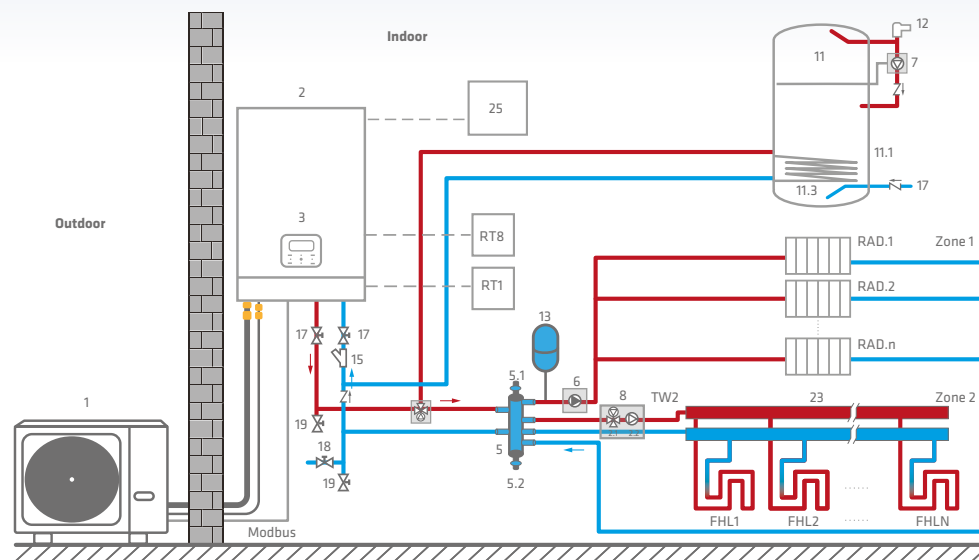 Indoor
12
11
7
2
25
11.1
11.3
17
Outdoor
3
RT8
RAD.1
Zone 1
RT1
RAD.2
13
17
17
15
RAD.n
5.1
6
1
8
TW2
23
Zone 2
19
18
5
19
5.2
FHL1
FHL2
......
FHLN
Modbus